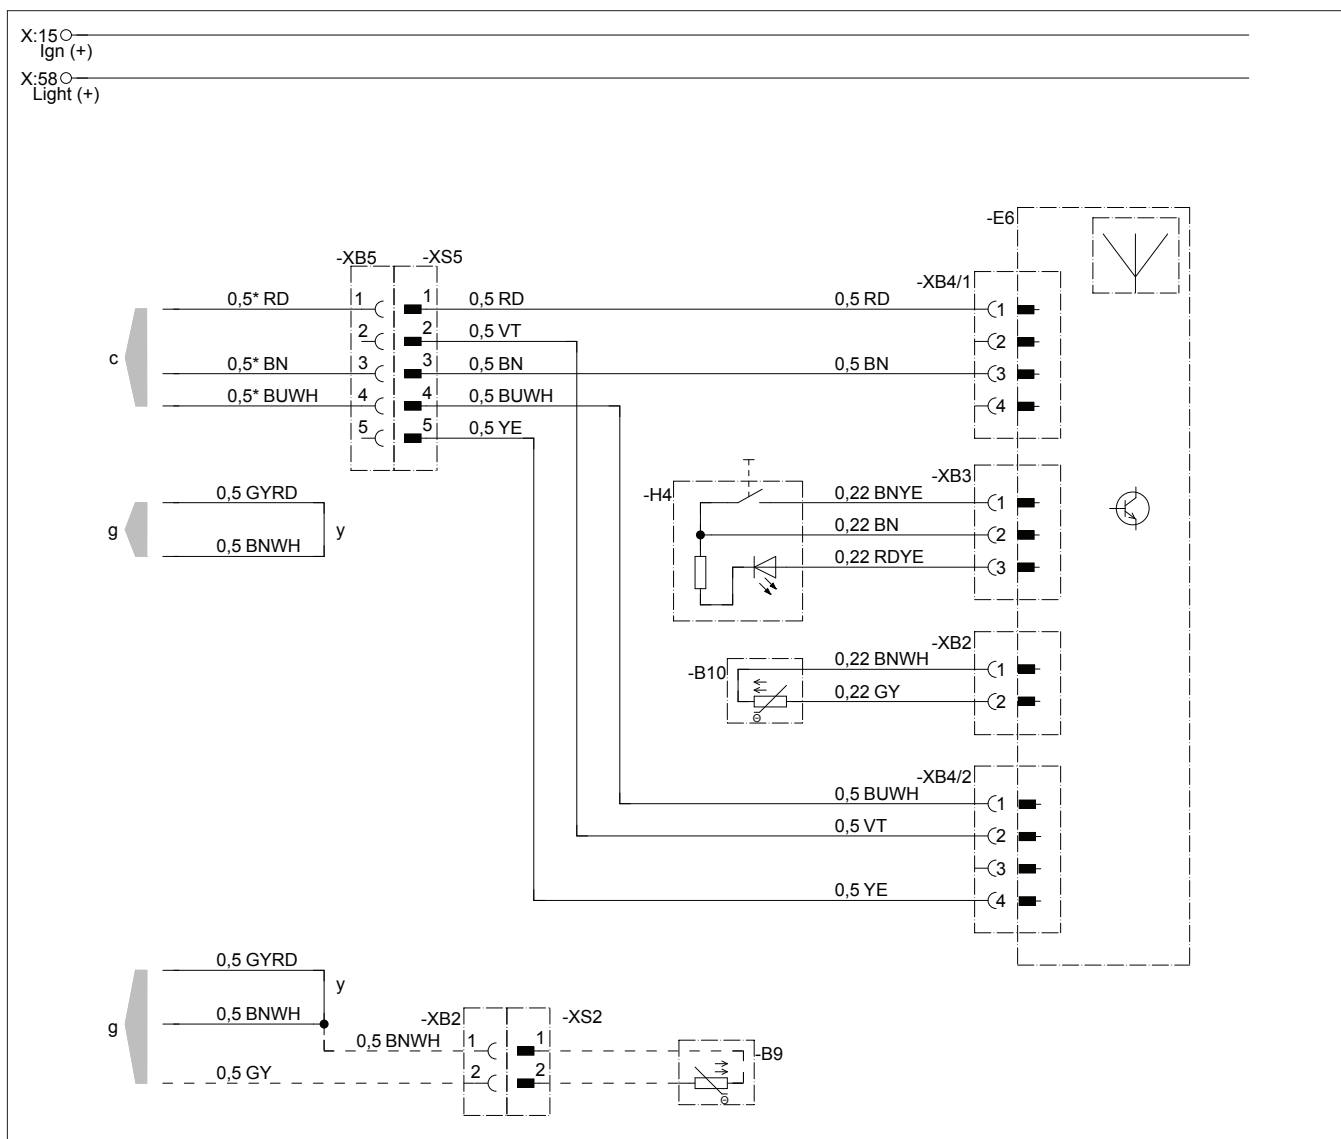 X:15
Ign (+)
X:58
Light (+)
-E6
-XB5 -XS5
-XB4/1
0,5* RD 1 1 0,5 RD 0,5 RD 1
2 2 0,5 VT 2
c
0,5* BN 3 3 0,5 BN 0,5 BN 3
0,5* BUWH 4 4 0,5 BUWH 4
5 5 0,5 YE
-XB3
0,5 GYRD -H4 0,22 BNYE 1
g y
0,22 BN 2
0,5 BNWH
0,22 RDYE 3
-XB2
0,22 BNWH 1
-B10
0,22 GY 2
Θ
-XB4/2
0,5 BUWH 1
0,5 VT 2
3
0,5 YE 4
0,5 GYRD
y
0,5 BNWH -XB2 -XS2
g
0,5 BNWH 1 1
-B9
0,5 GY 2 2
Θ